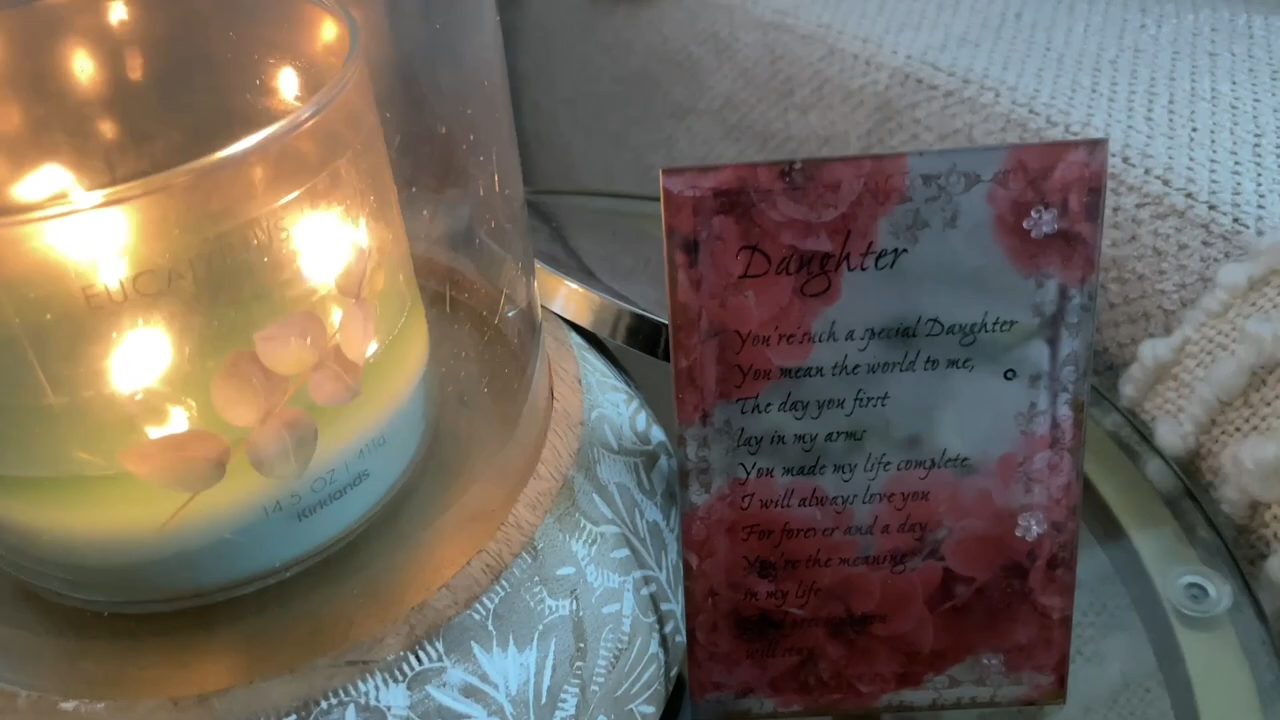 14.5 OZ | 411g
Kirklands
Daughter
You're such a special Daughter
You mean the world to me,
The day you first
lay in my arms
You made my life complete
I will always love you
For forever and a day
You're the meaning
in my life
will stay